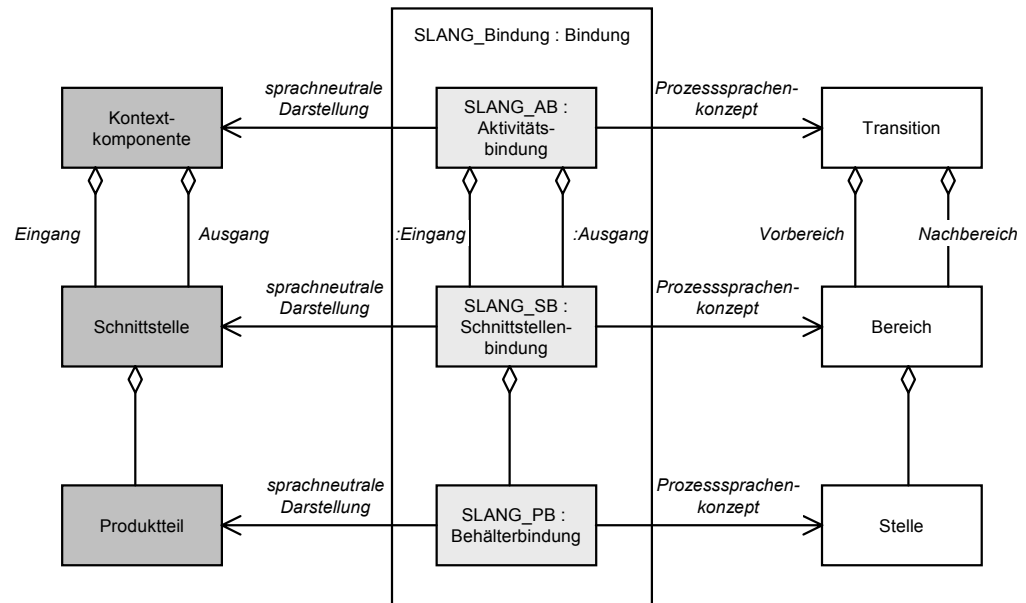 SLANG_Bindung : Bindung
sprachneutrale
Darstellung
Prozesssprachen-
konzept
Kontext-
komponente
SLANG_AB :
Aktivitäts-
bindung
Transition
Eingang
Ausgang
:Eingang
:Ausgang
Vorbereich
Nachbereich
sprachneutrale
Darstellung
Prozesssprachen-
konzept
Schnittstelle
SLANG_SB :
Schnittstellen-
bindung
Bereich
sprachneutrale
Darstellung
Prozesssprachen-
konzept
Produktteil
SLANG_PB :
Behälterbindung
Stelle